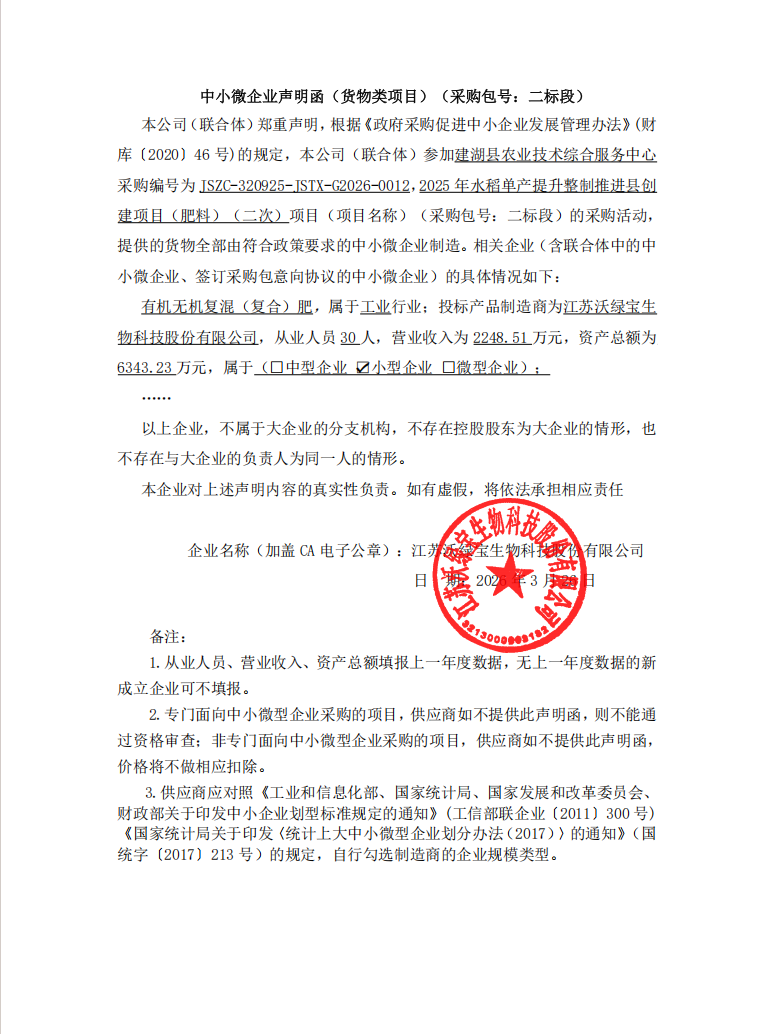 中小微企业声明函（货物类项目）（采购包号：二标段）
本公司（联合体）郑重声明，根据《政府采购促进中小企业发展管理办法》(财
库〔2020〕46 号)的规定，本公司（联合体）参加建湖县农业技术综合服务中心
采购编号为 JSZC-320925-JSTX-G2026-0012，2025 年水稻单产提升整制推进县创
建项目（肥料）（二次）项目（项目名称）（采购包号：二标段）的采购活动，
提供的货物全部由符合政策要求的中小微企业制造。相关企业（含联合体中的中
小微企业、签订采购包意向协议的中小微企业）的具体情况如下：
有机无机复混（复合）肥，属于工业行业；投标产品制造商为江苏沃绿宝生
物科技股份有限公司，从业人员 30 人，营业收入为 2248.51 万元，资产总额为
6343.23 万元，属于（☐中型企业 ☑小型企业 ☐微型企业）；
……
以上企业，不属于大企业的分支机构，不存在控股股东为大企业的情形，也
不存在与大企业的负责人为同一人的情形。
本企业对上述声明内容的真实性负责。如有虚假，将依法承担相应责任
企业名称（加盖 CA 电子公章）：江苏沃绿宝生物科技股份有限公司
日 期：2026 年 3 月 日
江苏沃绿宝生物科技股份有限公司
备注：
1.从业人员、营业收入、资产总额填报上一年度数据，无上一年度数据的新
成立企业可不填报。
2.专门面向中小微型企业采购的项目，供应商如不提供此声明函，则不能通
过资格审查；非专门面向中小微型企业采购的项目，供应商如不提供此声明函，
价格将不做相应扣除。
3.供应商应对照《工业和信息化部、国家统计局、国家发展和改革委员会、
财政部关于印发中小企业划型标准规定的通知》(工信部联企业〔2011〕300 号)
《国家统计局关于印发〈统计上大中小微型企业划分办法（2017）〉的通知》（国
统字〔2017〕213 号）的规定，自行勾选制造商的企业规模类型。